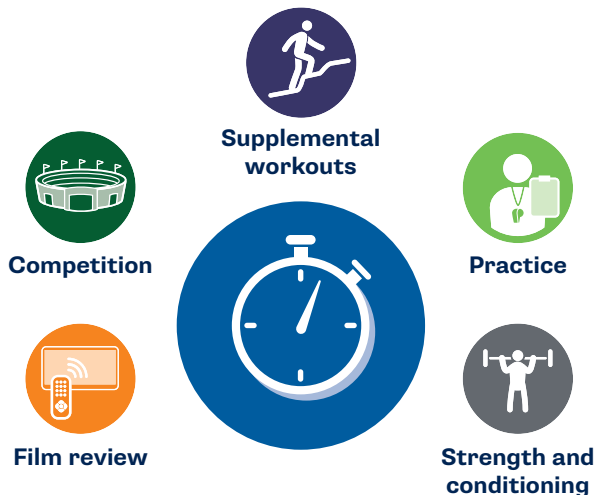 Supplemental
workouts
Competition
Practice
Film review
Strength and
conditioning